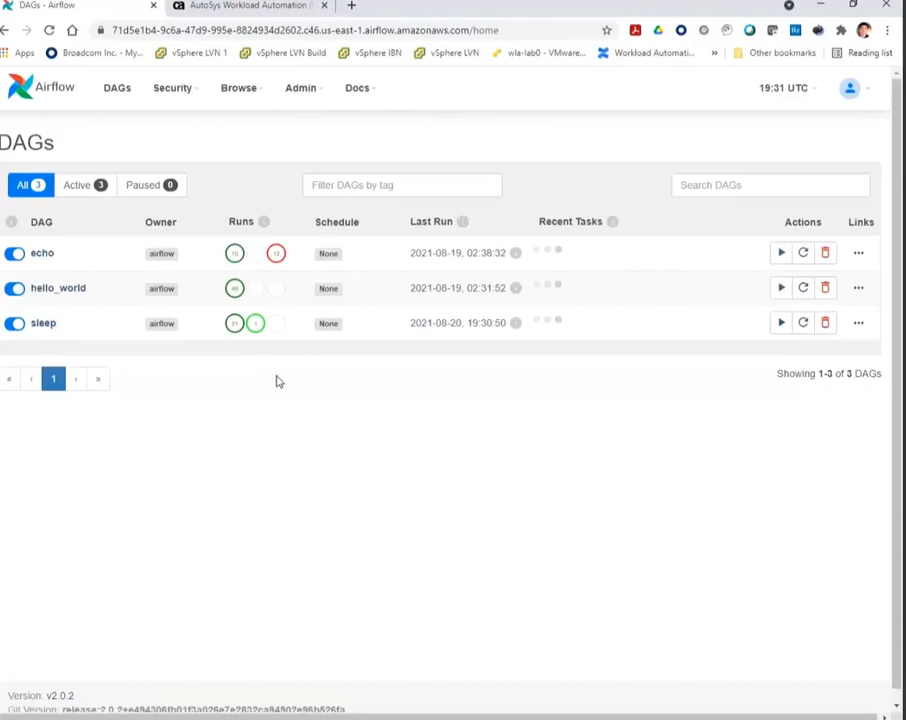 DAGs - Airflow
AutoSys Workload Automation
71d5e1b4-9c6a-47d9-995e-8824934d2602.c46.us-east-1.airflow.amazonaws.com/home
Apps Broadcom Inc. - My... vSphere LVN 1 vSphere LVN Build vSphere IBN vSphere LVN wla-lab0 - VMware... Workload Automati... » Other bookmarks Reading list
Airflow DAGs Security Browse Admin Docs 19:31 UTC
DAGs
All 3 Active 3 Paused 0 Filter DAGs by tag Search DAGs
DAG Owner Runs Schedule Last Run Recent Tasks Actions Links
echo airflow None 2021-08-19, 02:38:32
hello_world airflow None 2021-08-19, 02:31:52
sleep airflow 21 1 None 2021-08-20, 19:30:50
« ‹ 1 › »
Showing 1-3 of 3 DAGs
Version: v2.0.2
Git Version: